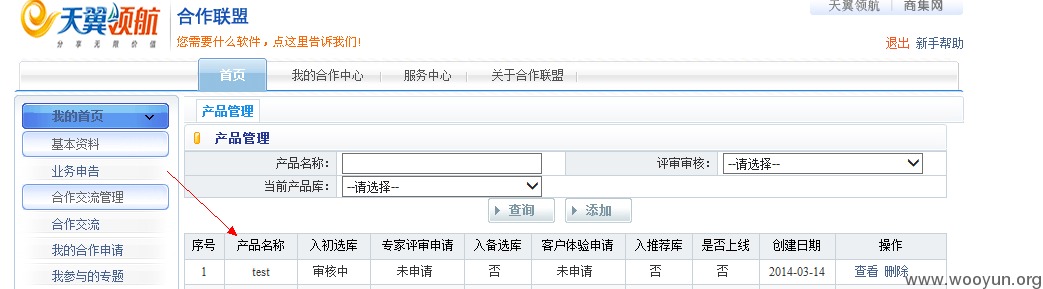 天翼领航 商集网
天翼领航 合作联盟
分享无限价值
您需要什么软件，点这里告诉我们!
退出 新手帮助
首页 我的合作中心 服务中心 关于合作联盟
我的首页
基本资料
业务申告
合作交流管理
合作交流
我的合作申请
我参与的专题
产品管理
产品管理
产品名称： 评审审核： --请选择--
当前产品库： --请选择--
查询 添加
序号 产品名称 入初选库 专家评审申请 入备选库 客户体验申请 入推荐库 是否上线 创建日期 操作
1 test 审核中 未申请 否 未申请 否 否 2014-03-14 查看 删除
www.wooyun.org